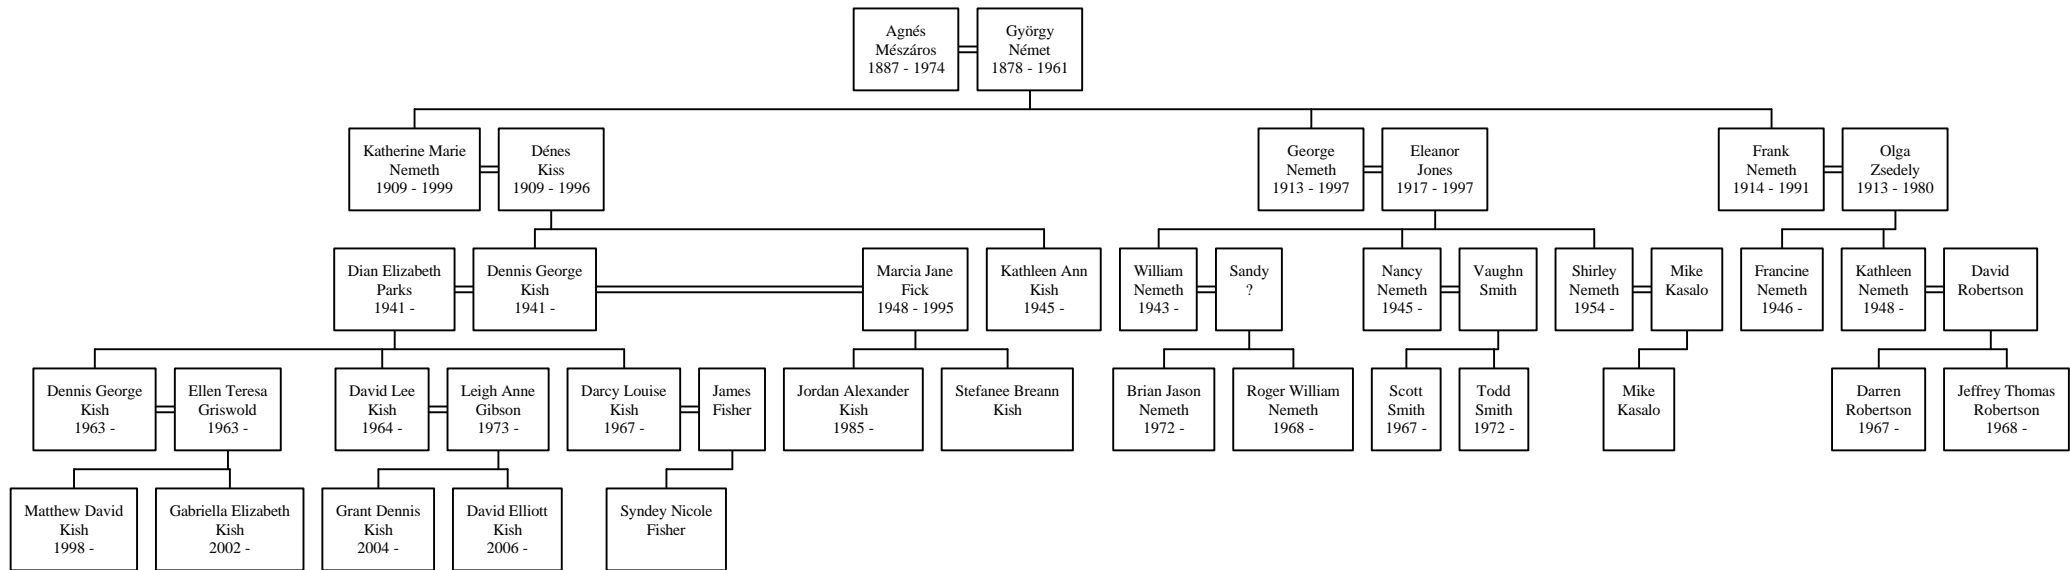 Agnés
Mészáros
1887 - 1974
György
Német
1878 - 1961
Katherine Marie
Nemeth
1909 - 1999
Dénes
Kiss
1909 - 1996
George
Nemeth
1913 - 1997
Eleanor
Jones
1917 - 1997
Frank
Nemeth
1914 - 1991
Olga
Zsedely
1913 - 1980
Dian Elizabeth
Parks
1941 -
Dennis George
Kish
1941 -
Marcia Jane
Fick
1948 - 1995
Kathleen Ann
Kish
1945 -
William
Nemeth
1943 -
Sandy
?
Nancy
Nemeth
1945 -
Vaughn
Smith
Shirley
Nemeth
1954 -
Mike
Kasalo
Francine
Nemeth
1946 -
Kathleen
Nemeth
1948 -
David
Robertson
Dennis George
Kish
1963 -
Ellen Teresa
Griswold
1963 -
David Lee
Kish
1964 -
Leigh Anne
Gibson
1973 -
Darcy Louise
Kish
1967 -
James
Fisher
Jordan Alexander
Kish
1985 -
Stefanee Breann
Kish
Brian Jason
Nemeth
1972 -
Roger William
Nemeth
1968 -
Scott
Smith
1967 -
Todd
Smith
1972 -
Mike
Kasalo
Darren
Robertson
1967 -
Jeffrey Thomas
Robertson
1968 -
Matthew David
Kish
1998 -
Gabriella Elizabeth
Kish
2002 -
Grant Dennis
Kish
2004 -
David Elliott
Kish
2006 -
Syndey Nicole
Fisher